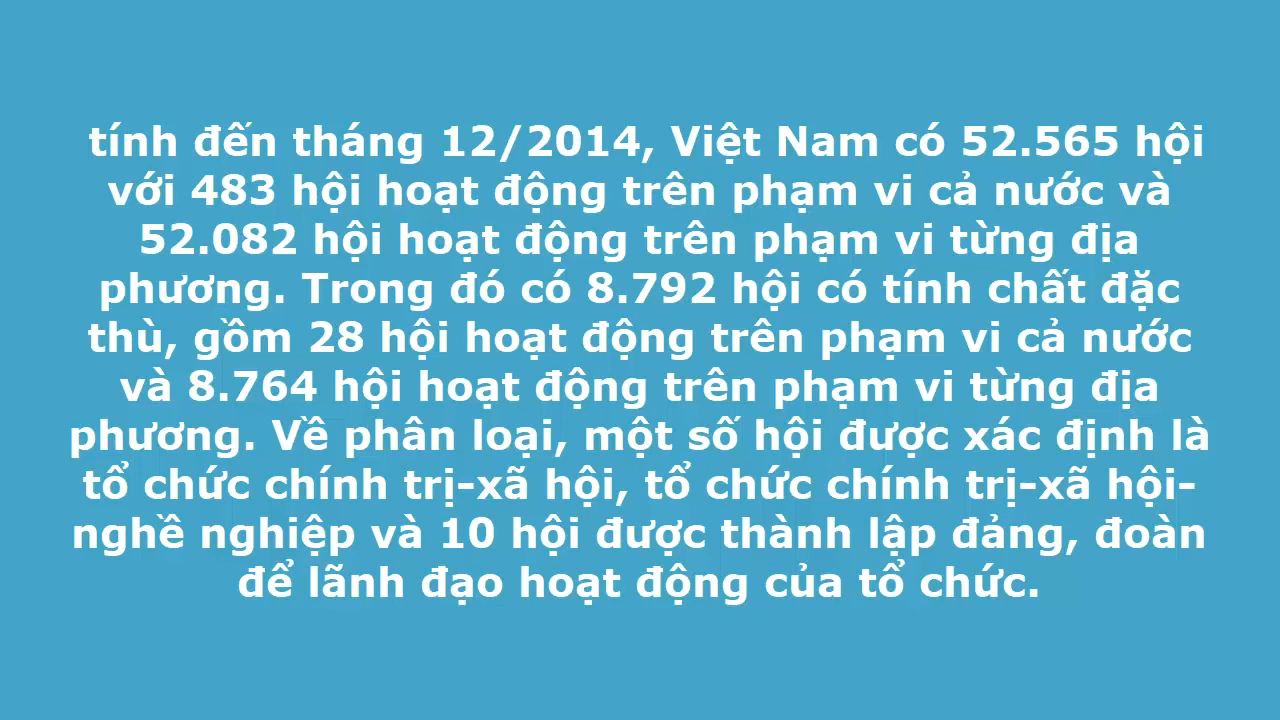 tính đến tháng 12/2014, Việt Nam có 52.565 hội
với 483 hội hoạt động trên phạm vi cả nước và
52.082 hội hoạt động trên phạm vi từng địa
phương. Trong đó có 8.792 hội có tính chất đặc
thù, gồm 28 hội hoạt động trên phạm vi cả nước
và 8.764 hội hoạt động trên phạm vi từng địa
phương. Về phân loại, một số hội được xác định là
tổ chức chính trị-xã hội, tổ chức chính trị-xã hội-
nghề nghiệp và 10 hội được thành lập đảng, đoàn
để lãnh đạo hoạt động của tổ chức.